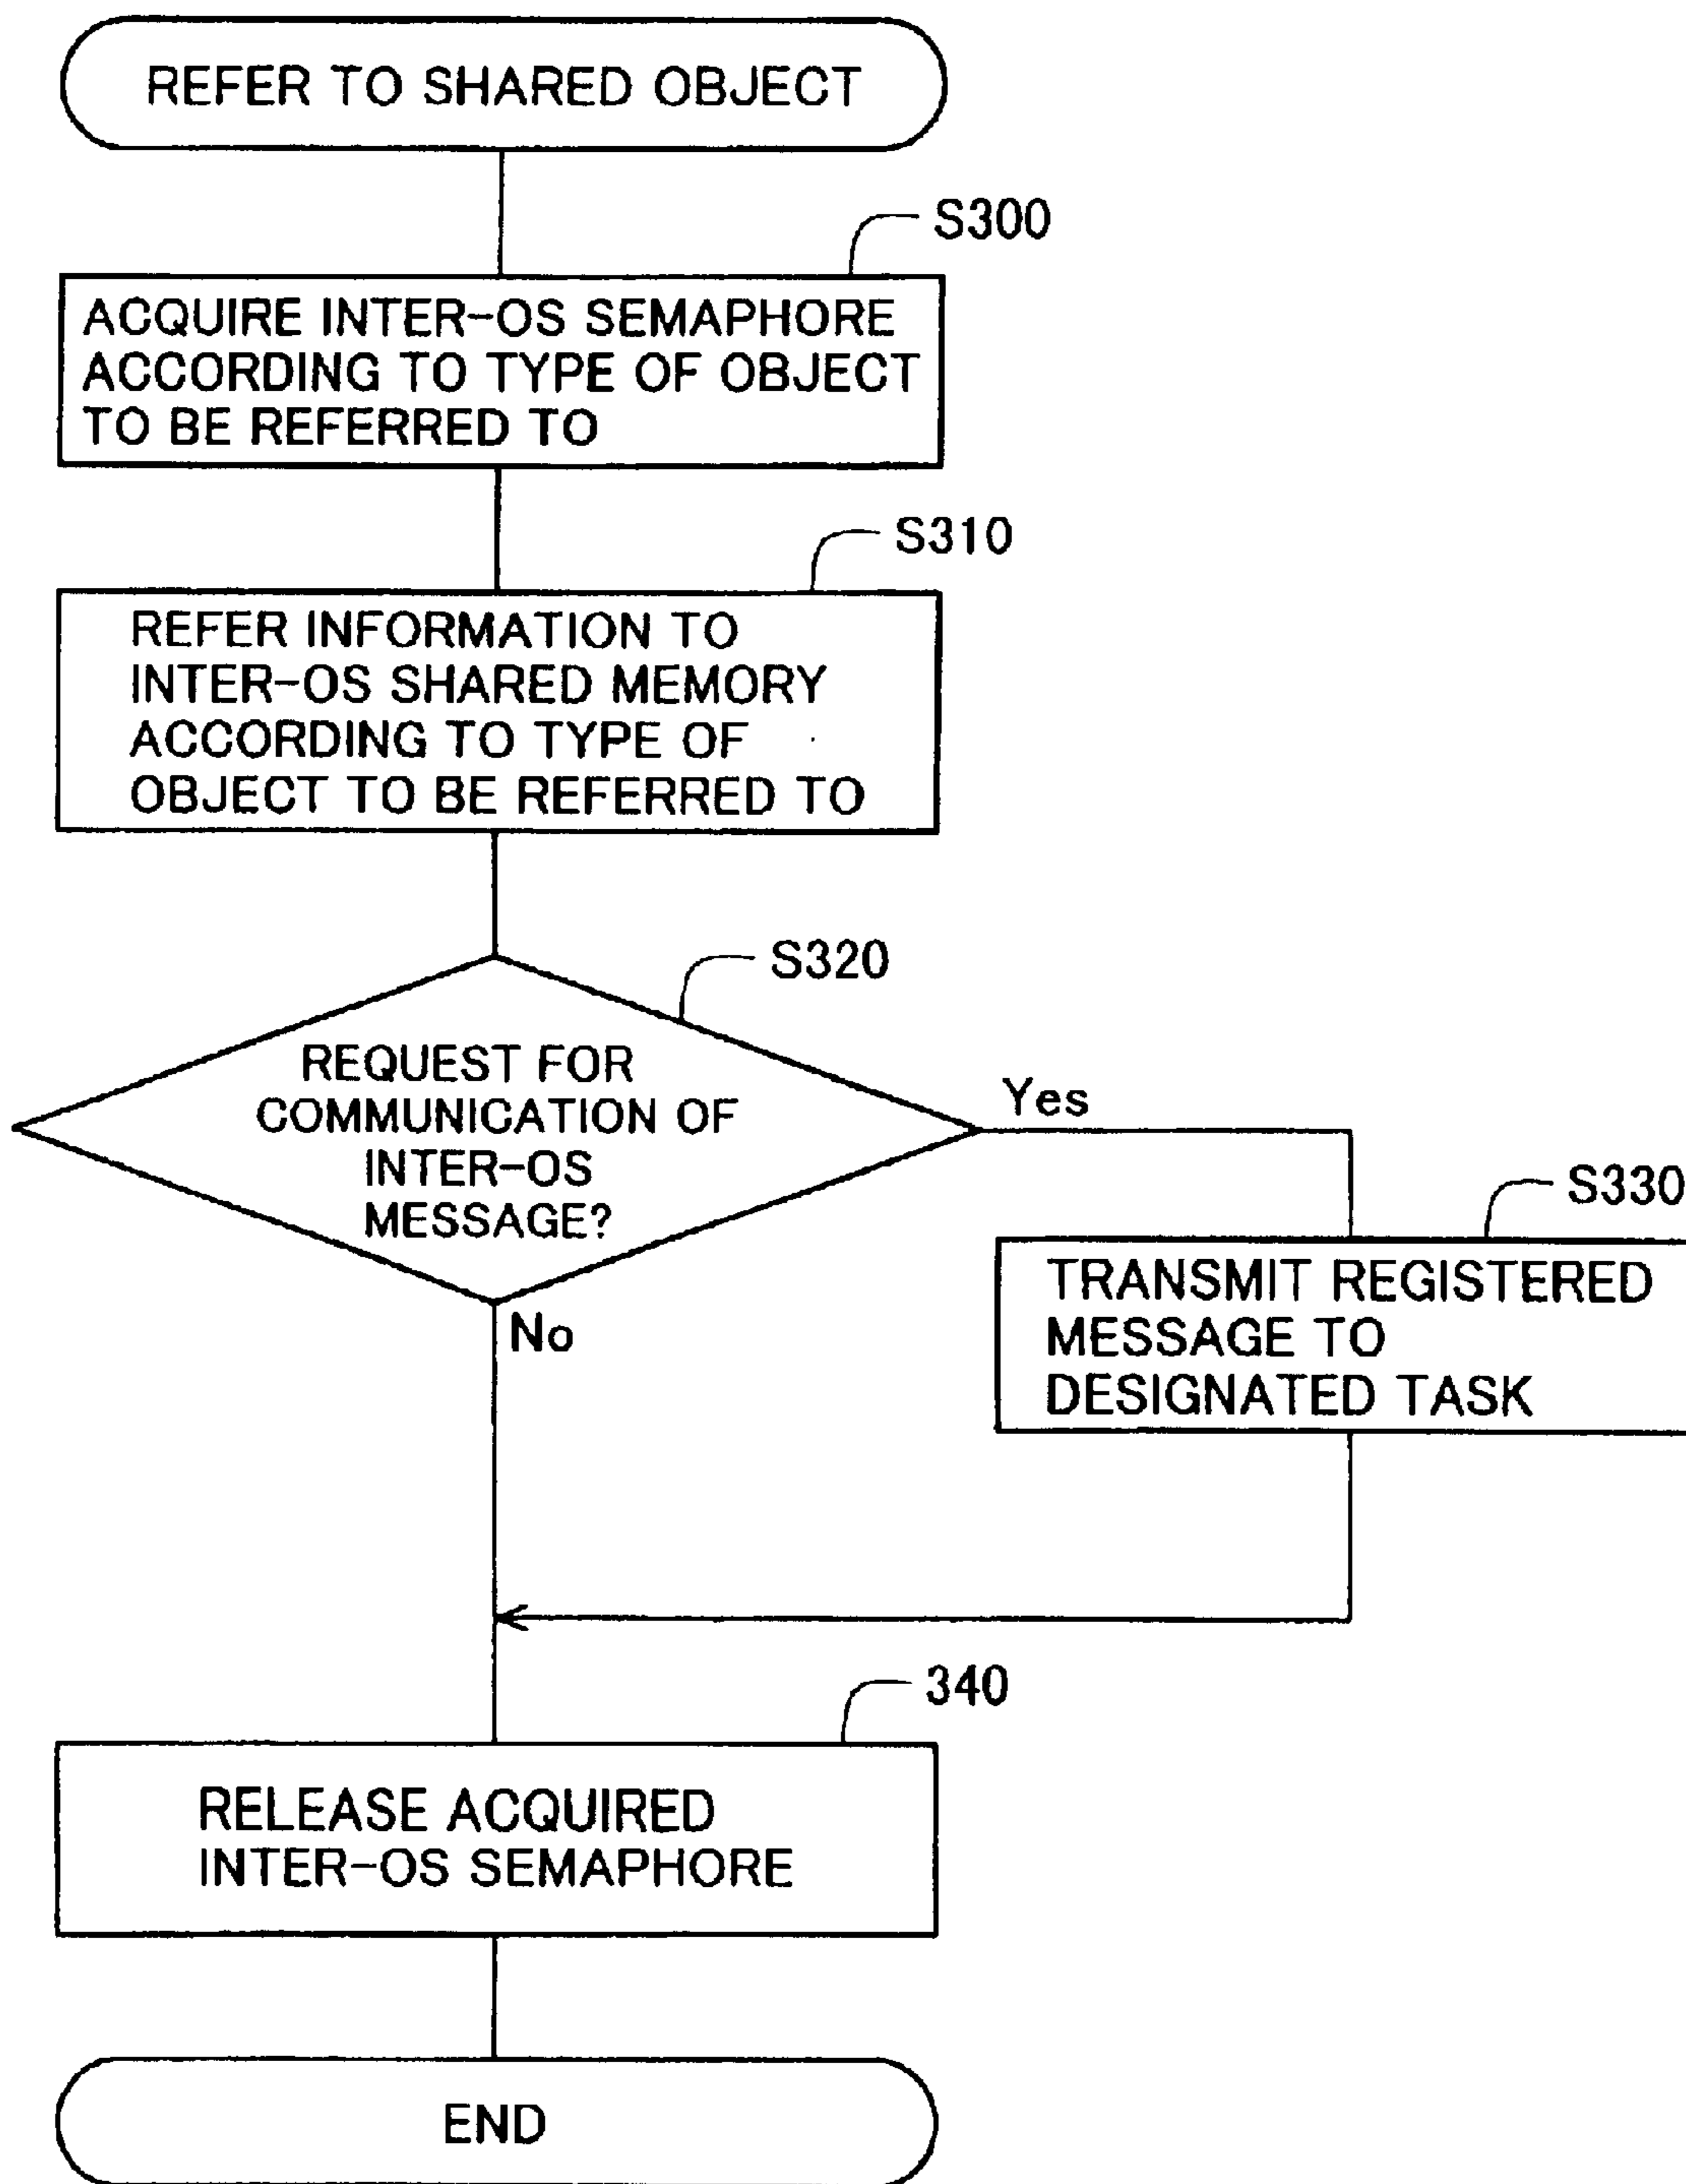 REFER TO SHARED OBJECT
S300
ACQUIRE INTER-OS SEMAPHORE
ACCORDING TO TYPE OF OBJECT
TO BE REFERRED TO
S310
REFER INFORMATION TO
INTER-OS SHARED MEMORY
ACCORDING TO TYPE OF
OBJECT TO BE REFERRED TO
S320
REQUEST FOR
COMMUNICATION OF
INTER-OS
MESSAGE?
Yes
No
S330
TRANSMIT REGISTERED
MESSAGE TO
DESIGNATED TASK
340
RELEASE ACQUIRED
INTER-OS SEMAPHORE
END